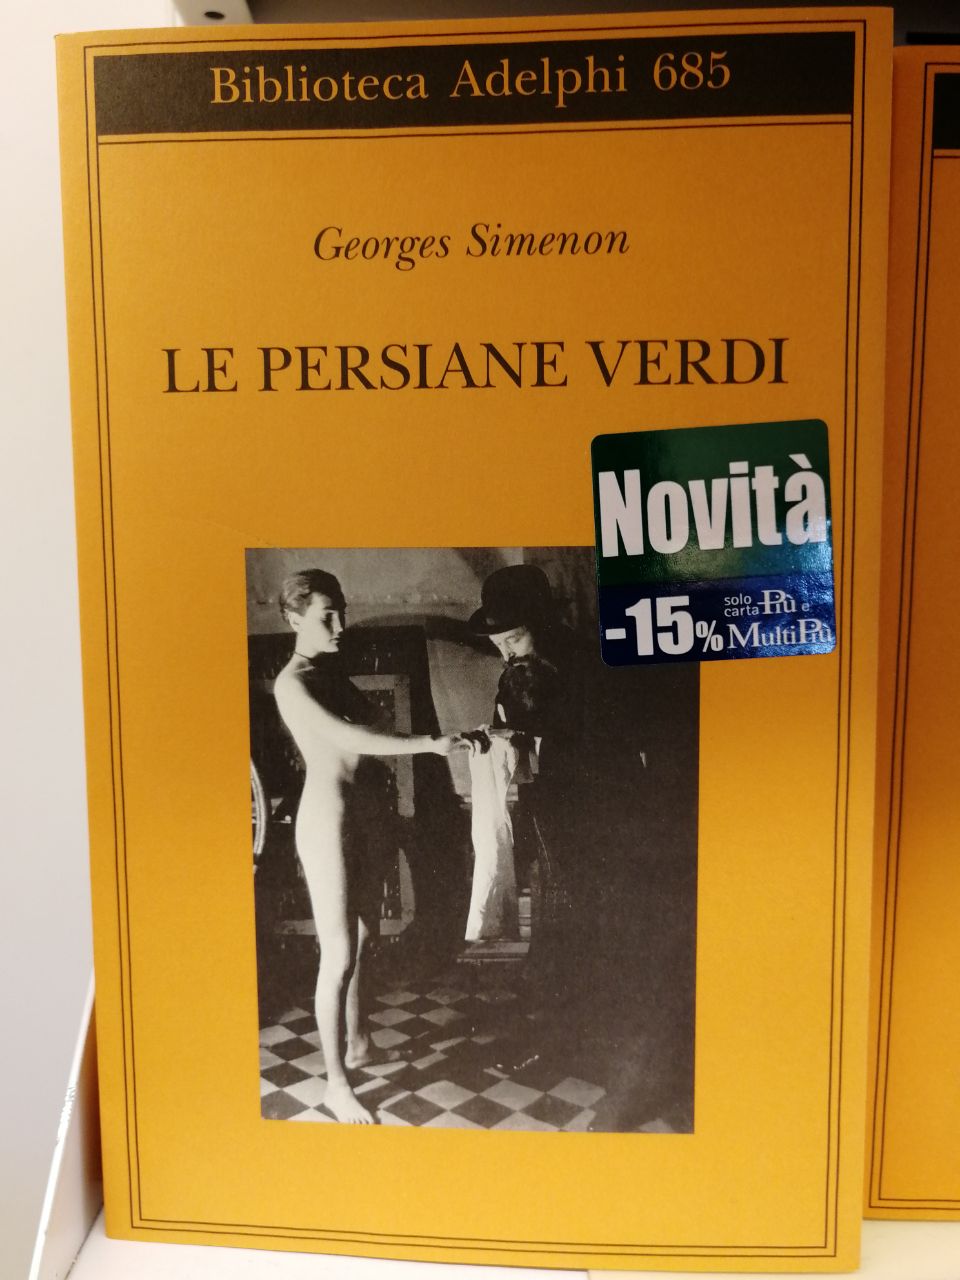 Biblioteca Adelphi 685
Georges Simenon
LE PERSIANE VERDI
Novità
-15% solo carta Più e MultiPiù